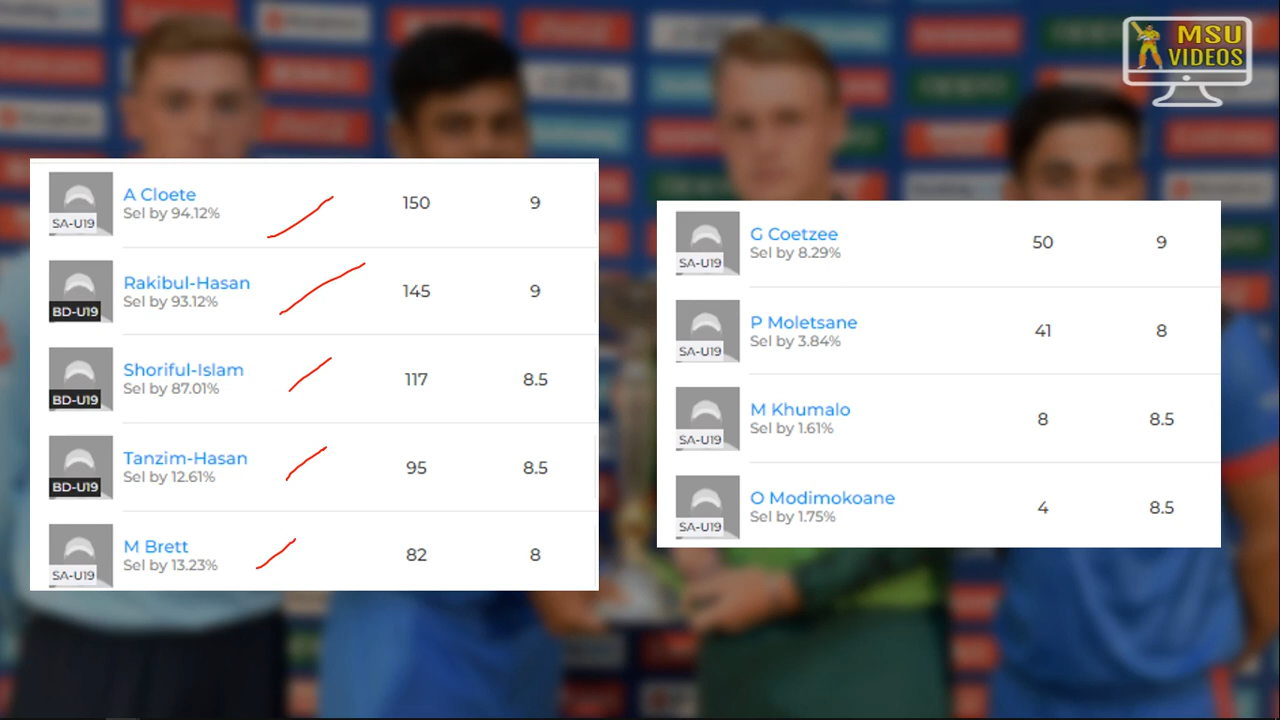 MSU
VIDEOS
SA-U19
A Cloete
Sel by 94.12%
150
9
BD-U19
Rakibul-Hasan
Sel by 93.12%
145
9
BD-U19
Shoriful-Islam
Sel by 87.01%
117
8.5
BD-U19
Tanzim-Hasan
Sel by 12.61%
95
8.5
SA-U19
M Brett
Sel by 13.23%
82
8
SA-U19
G Coetzee
Sel by 8.29%
50
9
SA-U19
P Moletsane
Sel by 3.84%
41
8
SA-U19
M Khumalo
Sel by 1.61%
8
8.5
SA-U19
O Modimokoane
Sel by 1.75%
4
8.5